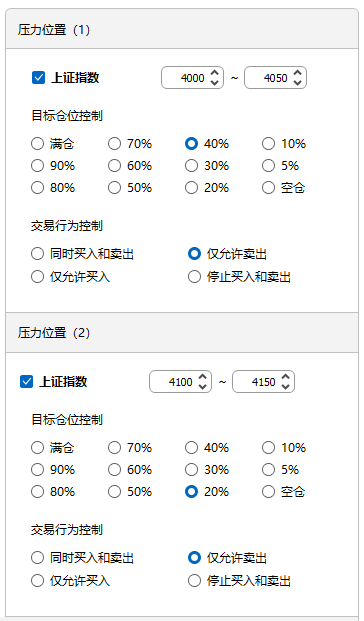 压力位置（1）
上证指数 4000 ~ 4050
目标仓位控制
满仓 70% 40% 10%
90% 60% 30% 5%
80% 50% 20% 空仓
交易行为控制
同时买入和卖出 仅允许卖出
仅允许买入 停止买入和卖出
压力位置（2）
上证指数 4100 ~ 4150
目标仓位控制
满仓 70% 40% 10%
90% 60% 30% 5%
80% 50% 20% 空仓
交易行为控制
同时买入和卖出 仅允许卖出
仅允许买入 停止买入和卖出